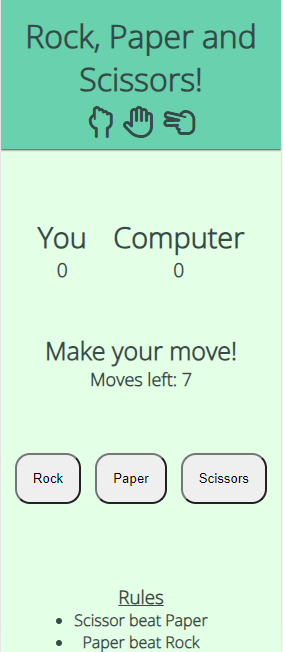 Rock, Paper and
Scissors!
You Computer
0 0
Make your move!
Moves left: 7
Rock Paper Scissors
Rules
• Scissor beat Paper
• Paper beat Rock